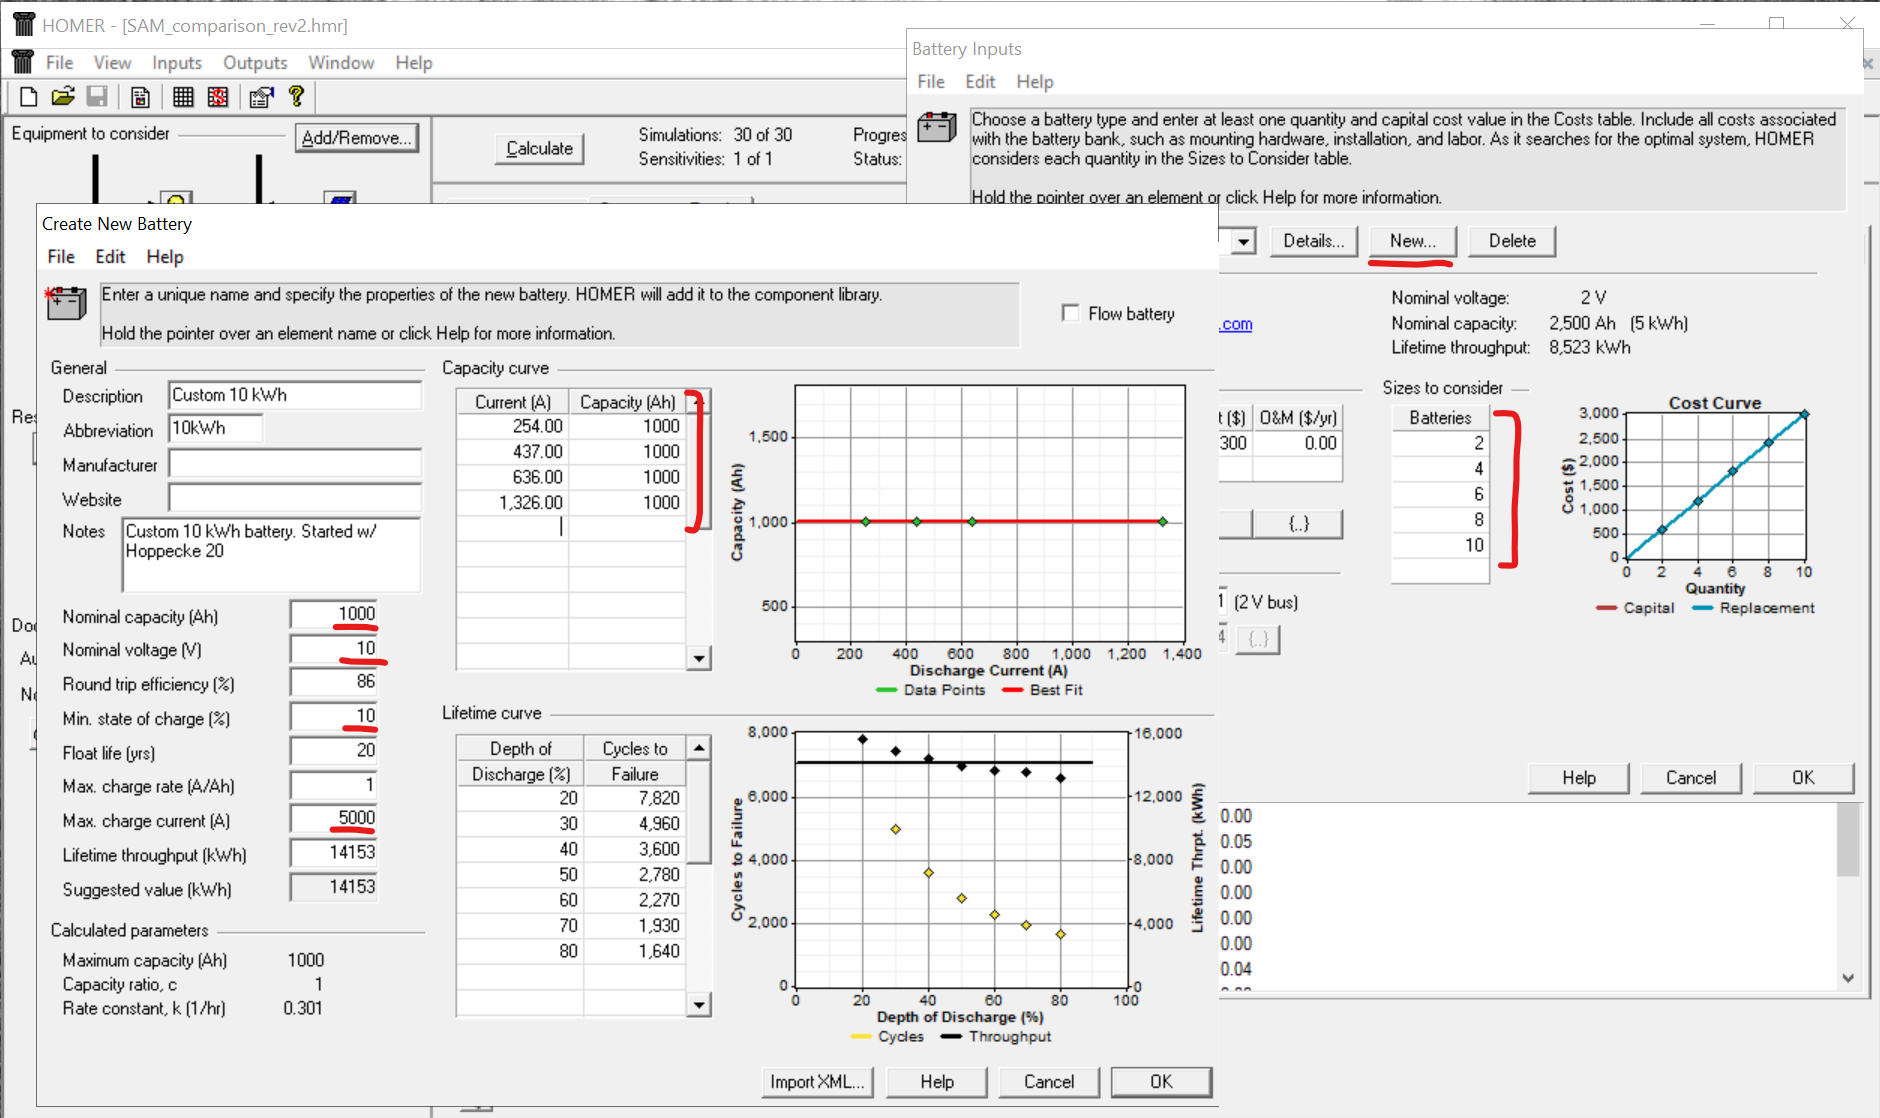 HOMER - [SAM_comparison_rev2.hmr]
File View Inputs Outputs Window Help
Equipment to consider
Add/Remove...
Calculate
Simulations: 30 of 30
Sensitivities: 1 of 1
Progres
Status:
Battery Inputs
File Edit Help
Choose a battery type and enter at least one quantity and capital cost value in the Costs table. Include all costs associated
with the battery bank, such as mounting hardware, installation, and labor. As it searches for the optimal system, HOMER
considers each quantity in the Sizes to Consider table.
Hold the pointer over an element or click Help for more information.
Details... New... Delete
.com
Nominal voltage: 2 V
Nominal capacity: 2,500 Ah (5 kWh)
Lifetime throughput: 8,523 kWh
t ($) O&M ($/yr)
300 0.00
{..}
1 (2 V bus)
4 {..}
Sizes to consider
Batteries
2
4
6
8
10
Cost Curve
3,000
2,500
2,000
1,500
1,000
500
0
Cost ($)
0 2 4 6 8 10
Quantity
Capital Replacement
Help Cancel OK
0.00
0.05
0.00
0.00
0.00
0.00
0.04
Create New Battery
File Edit Help
Enter a unique name and specify the properties of the new battery. HOMER will add it to the component library.
Hold the pointer over an element name or click Help for more information.
Flow battery
General
Description Custom 10 kWh
Abbreviation 10kWh
Manufacturer
Website
Notes Custom 10 kWh battery. Started w/
Hoppecke 20
Nominal capacity (Ah) 1000
Nominal voltage (V) 10
Round trip efficiency (%) 86
Min. state of charge (%) 10
Float life (yrs) 20
Max. charge rate (A/Ah) 1
Max. charge current (A) 5000
Lifetime throughput (kWh) 14153
Suggested value (kWh) 14153
Calculated parameters
Maximum capacity (Ah) 1000
Capacity ratio, c 1
Rate constant, k (1/hr) 0.301
Capacity curve
Current (A) Capacity (Ah)
254.00 1000
437.00 1000
636.00 1000
1,326.00 1000
1,500
1,000
500
Capacity (Ah)
0 200 400 600 800 1,000 1,200 1,400
Discharge Current (A)
Data Points Best Fit
Lifetime curve
Depth of Cycles to
Discharge (%) Failure
20 7,820
30 4,960
40 3,600
50 2,780
60 2,270
70 1,930
80 1,640
8,000
6,000
4,000
2,000
0
Cycles to Failure
16,000
12,000
8,000
4,000
0
Lifetime Thrpt. (kWh)
0 20 40 60 80 100
Depth of Discharge (%)
Cycles Throughput
Import XML... Help Cancel OK
Res
Doc
Au
No